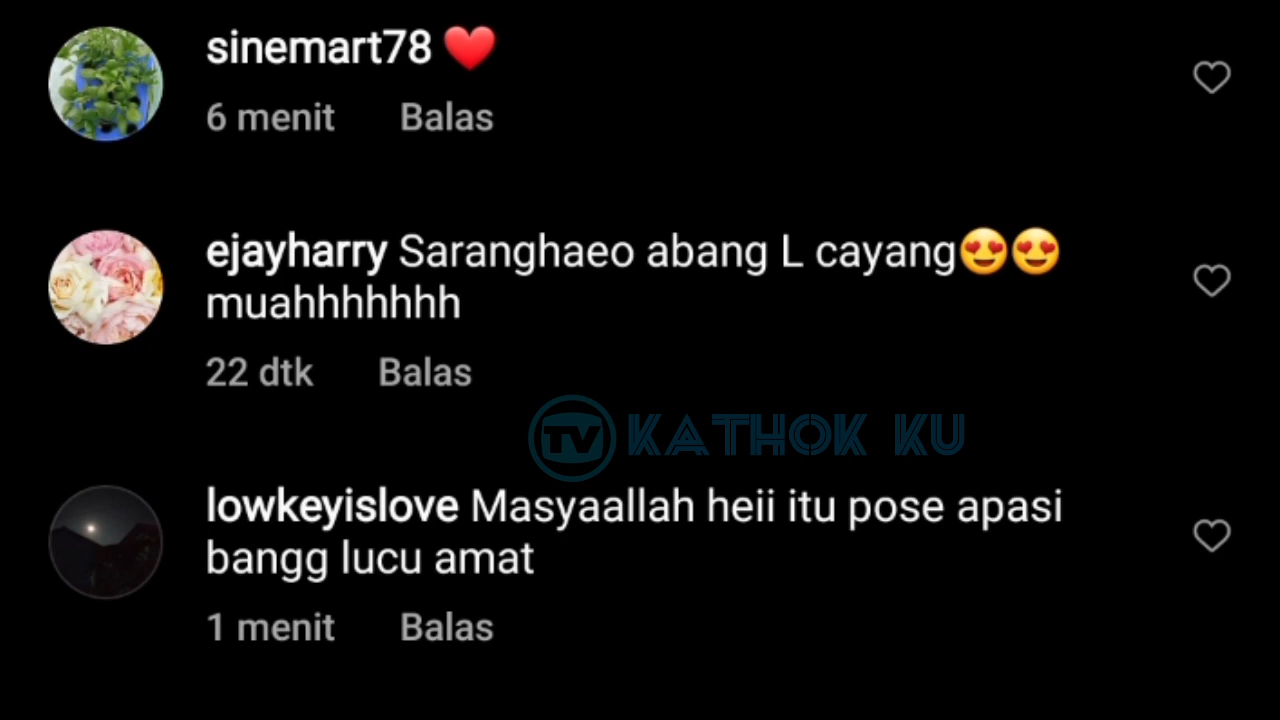 sinemart78 ❤️
6 menit Balas
ejayharry Saranghaeo abang L cayang😍😍
muahhhhhhh
22 dtk Balas
TV KATHOK KU
lowkeyislove Masyaallah heii itu pose apasi
bangg lucu amat
1 menit Balas